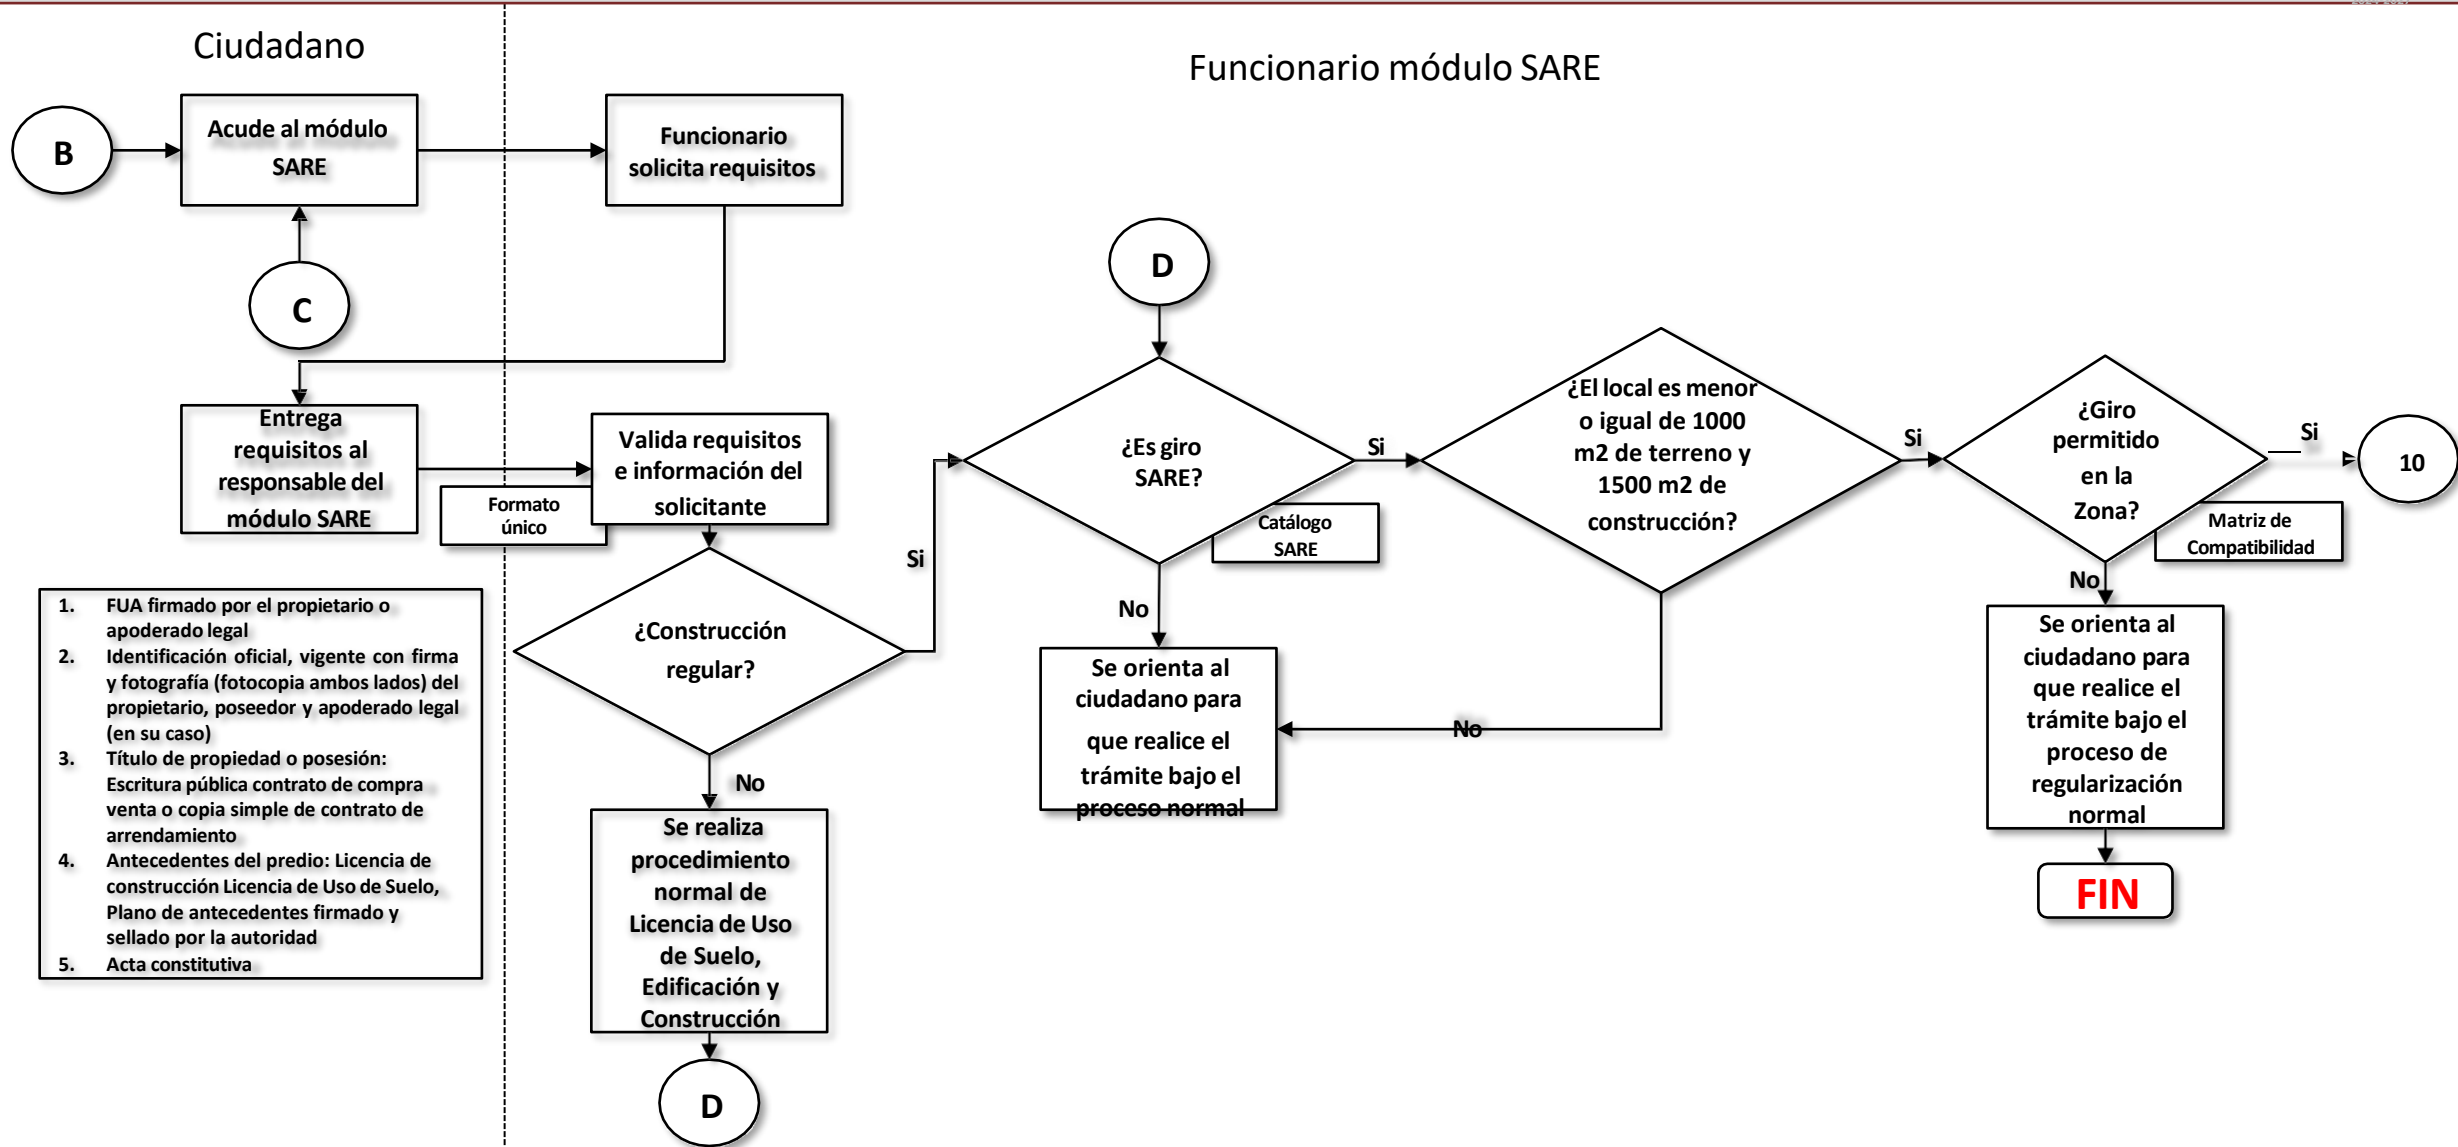 Ciudadano
Funcionario módulo SARE
B
Acude al módulo
SARE
Funcionario
solicita requisitos
C
D
Entrega
requisitos al
responsable del
módulo SARE
Formato
único
Valida requisitos
e información del
solicitante
¿Construcción
regular?
Si
No
Se realiza
procedimiento
normal de
Licencia de Uso
de Suelo,
Edificación y
Construcción
D
1. FUA firmado por el propietario o
apoderado legal
2. Identificación oficial, vigente con firma
y fotografía (fotocopia ambos lados) del
propietario, poseedor y apoderado legal
(en su caso)
3. Título de propiedad o posesión:
Escritura pública contrato de compra
venta o copia simple de contrato de
arrendamiento
4. Antecedentes del predio: Licencia de
construcción Licencia de Uso de Suelo,
Plano de antecedentes firmado y
sellado por la autoridad
5. Acta constitutiva
¿Es giro
SARE?
Si
Catálogo
SARE
No
Se orienta al
ciudadano para
que realice el
trámite bajo el
proceso normal
¿El local es menor
o igual de 1000
m2 de terreno y
1500 m2 de
construcción?
Si
No
¿Giro
permitido
en la
Zona?
Si
10
Matriz de
Compatibilidad
No
Se orienta al
ciudadano para
que realice el
trámite bajo el
proceso de
regularización
normal
FIN